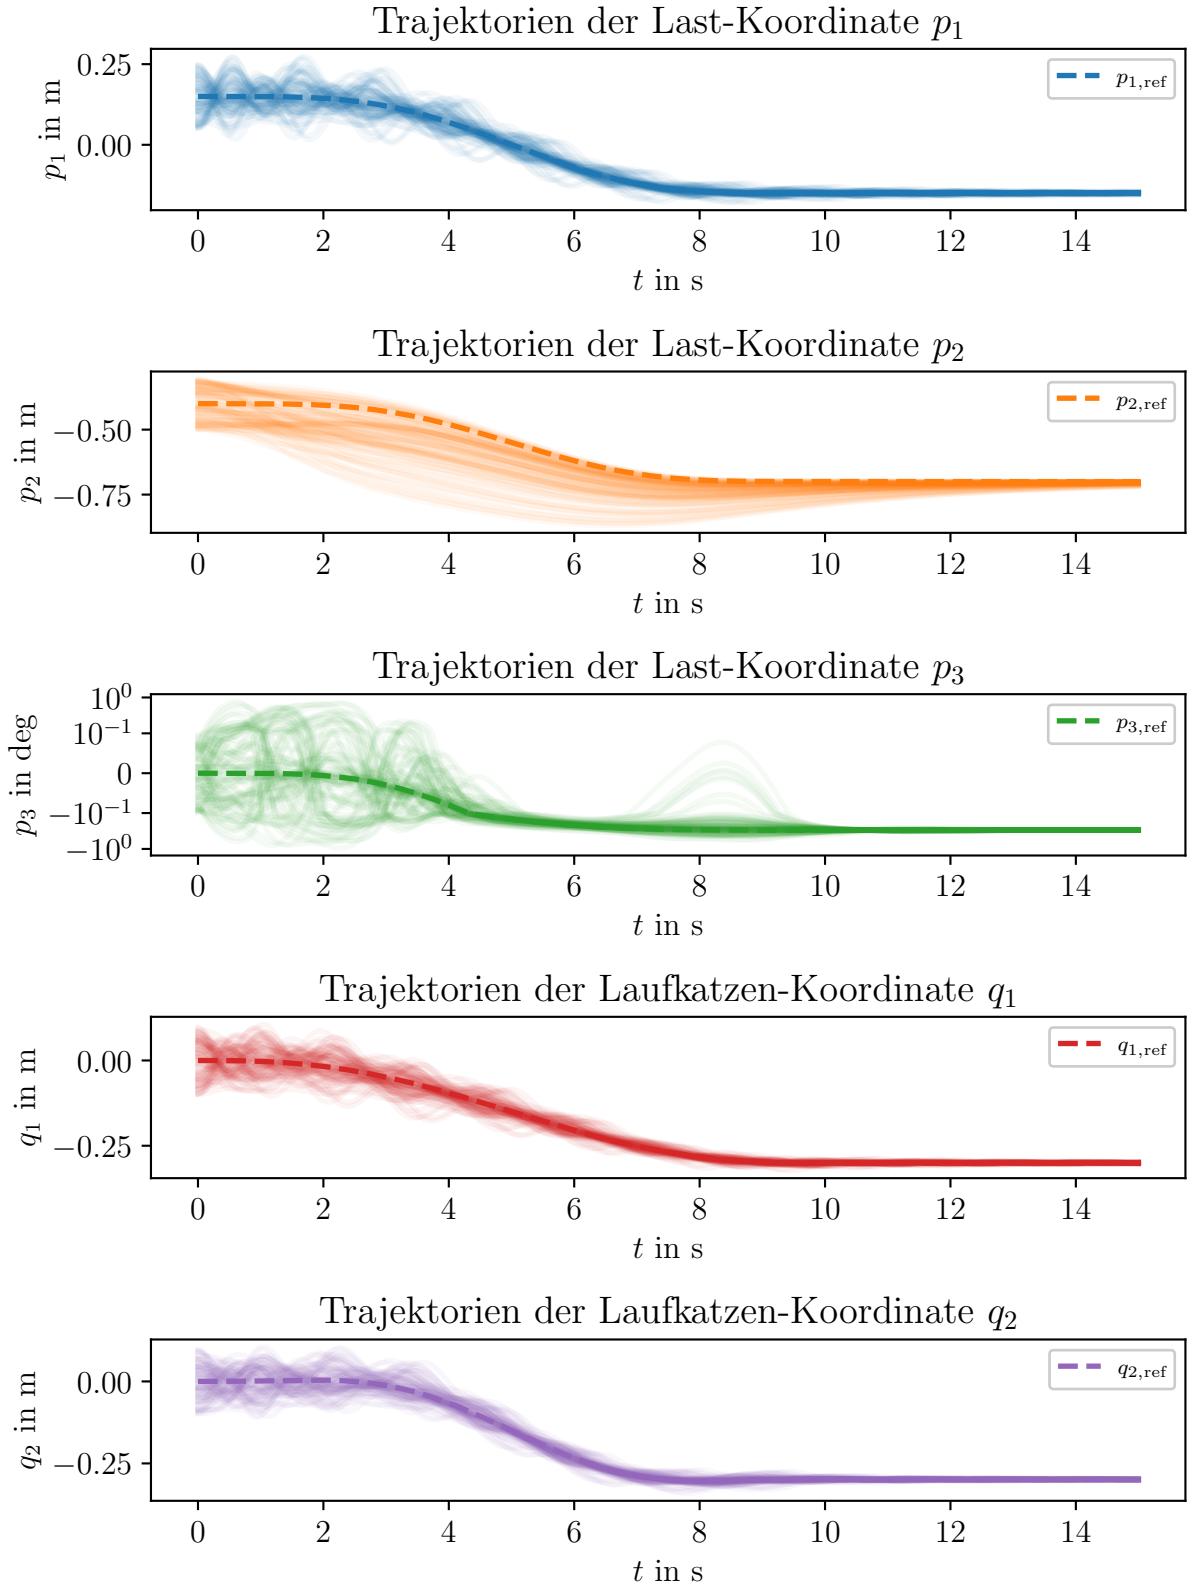 Trajektorien der Last-Koordinate p₁
p₁ in m
0.25
0.00
p₁,ref
0 2 4 6 8 10 12 14
t in s
Trajektorien der Last-Koordinate p₂
p₂ in m
−0.50
−0.75
p₂,ref
0 2 4 6 8 10 12 14
t in s
Trajektorien der Last-Koordinate p₃
p₃ in deg
10⁰
10⁻¹
0
−10⁻¹
−10⁰
p₃,ref
0 2 4 6 8 10 12 14
t in s
Trajektorien der Laufkatzen-Koordinate q₁
q₁ in m
0.00
−0.25
q₁,ref
0 2 4 6 8 10 12 14
t in s
Trajektorien der Laufkatzen-Koordinate q₂
q₂ in m
0.00
−0.25
q₂,ref
0 2 4 6 8 10 12 14
t in s